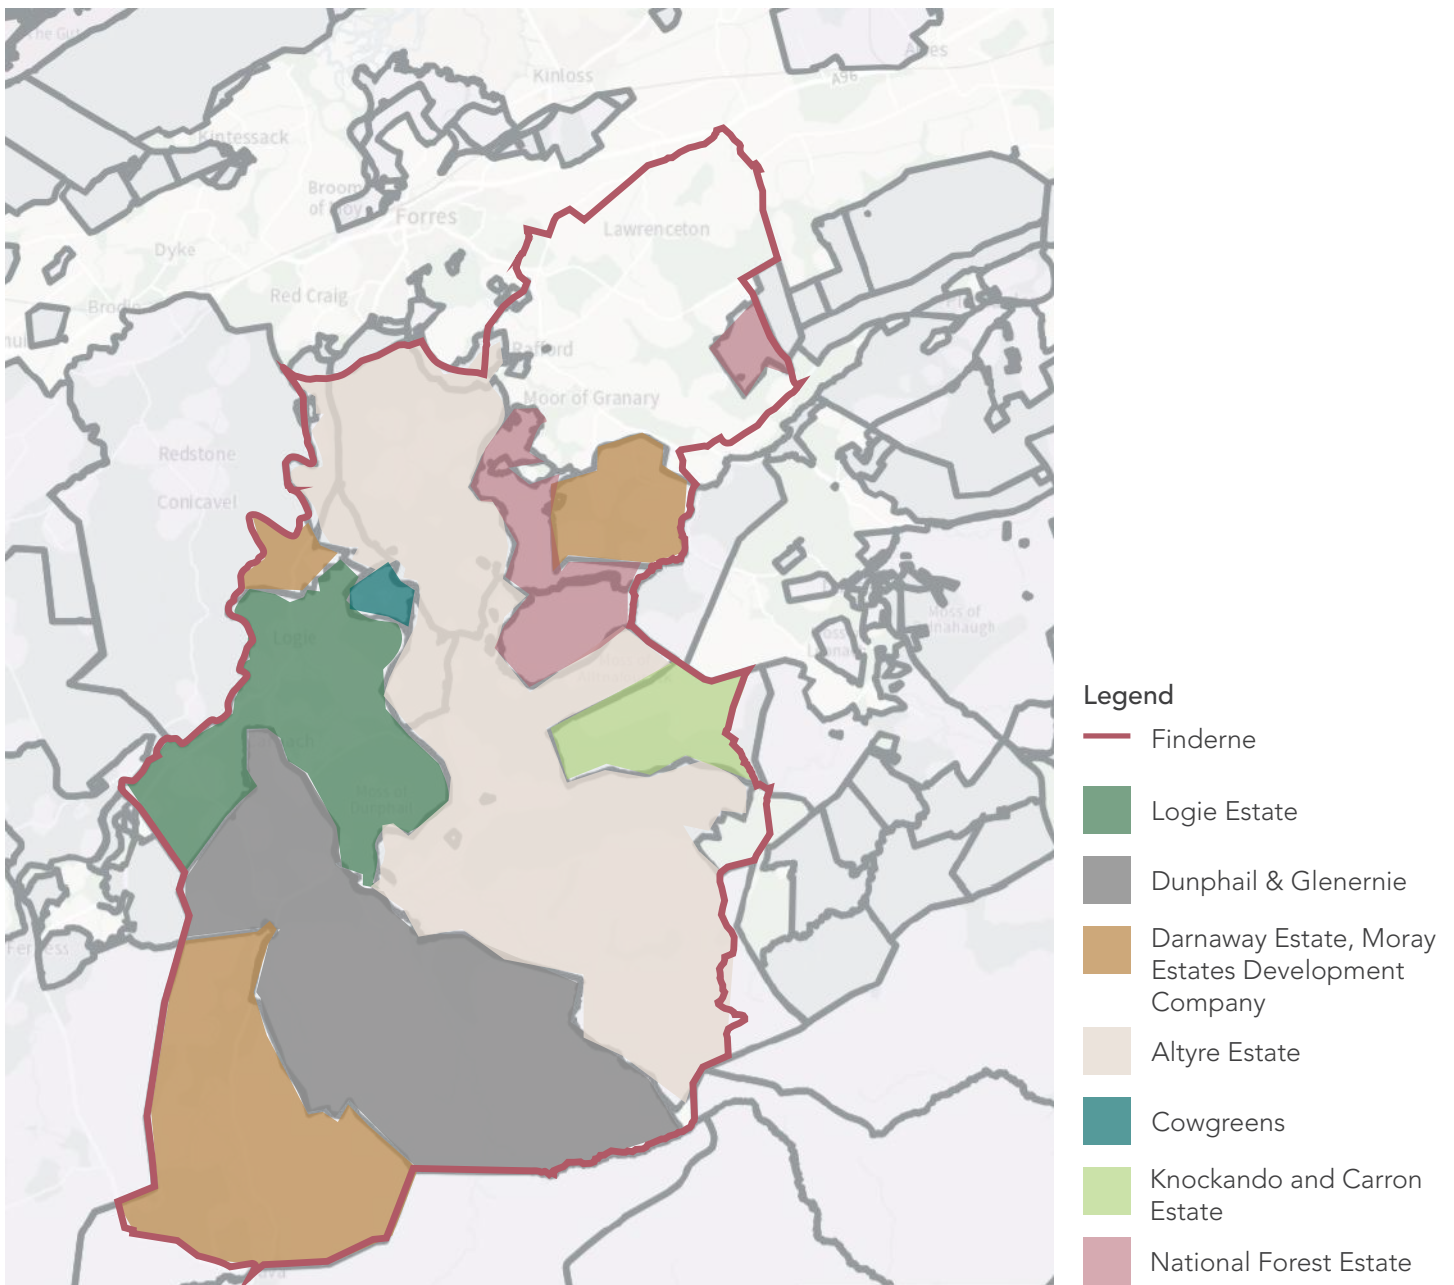 Kinloss
A96
Kintessack
Forres
Lawrenceton
Dyke
Red Craig
Brodie
Rafford
Moor of Granary
Redstone
Conicavel
Logie
Moss of
Legend
Finderne
Logie Estate
Dunphail & Glenernie
Darnaway Estate, Moray
Estates Development
Company
Altyre Estate
Cowgreens
Knockando and Carron
Estate
National Forest Estate